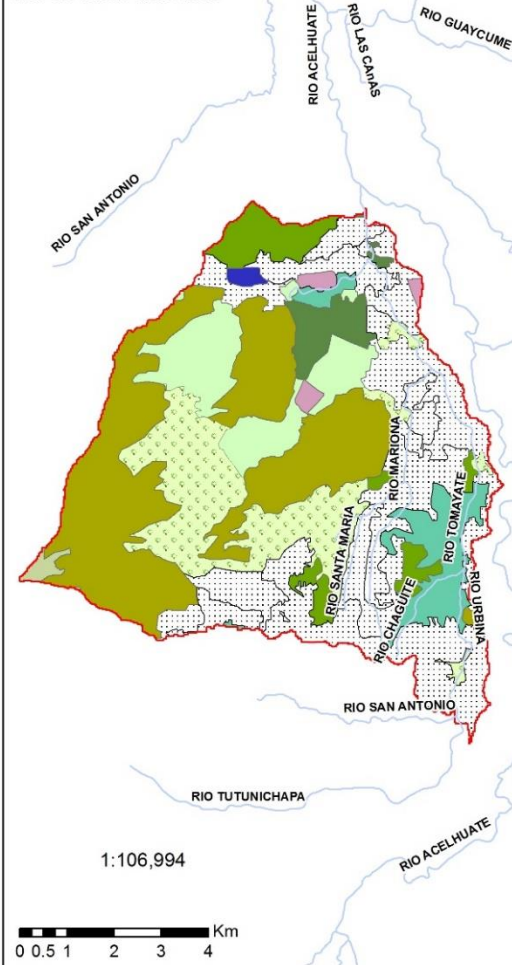 RIO GUAYCUME
RIO ACELHUATE
RIO LAS CAnAS
RIO SAN ANTONIO
RIO MARIONA
RIO TOMAYATE
RIO SANTA MARIA
RIO CHAGUITE
RIO URBINA
RIO SAN ANTONIO
RIO TUTUNICHAPA
RIO ACELHUATE
1:106,994
Km
0 0.5 1 2 3 4